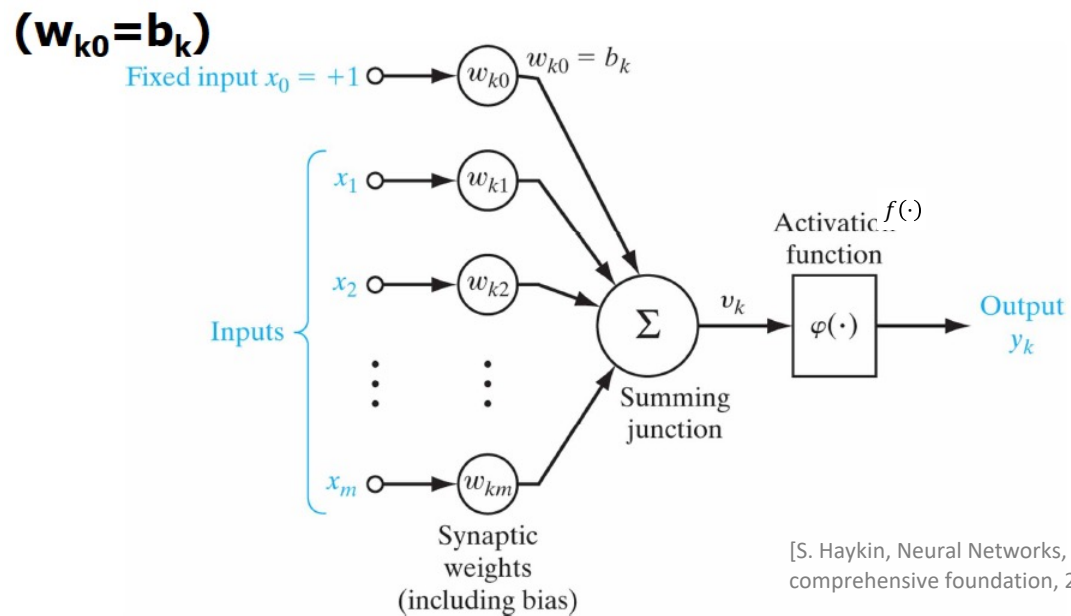 (wk0=bk)
Fixed input x0 = +1
wk0
wk0 = bk
x1
wk1
x2
wk2
Inputs
xm
wkm
Σ
Summing
junction
vk
f(·)
Activatio
function
φ(·)
Output
yk
Synaptic
weights
(including bias)
[S. Haykin, Neural Networks,
comprehensive foundation, 2